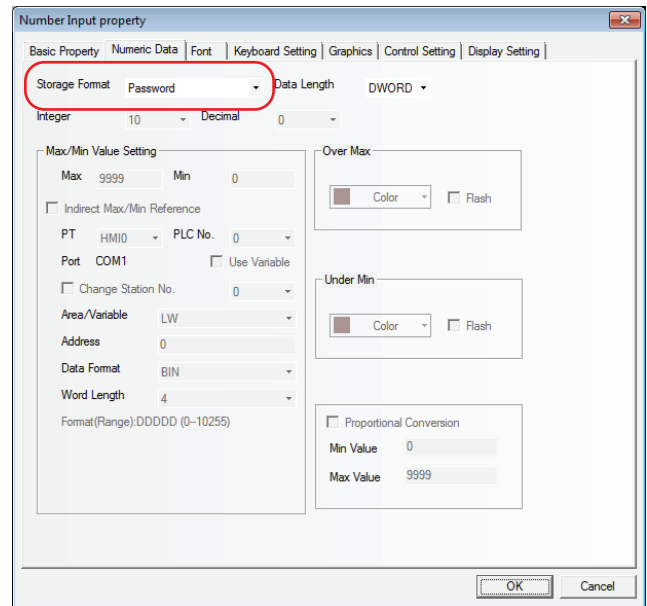 Number Input property
Basic Property Numeric Data Font Keyboard Setting Graphics Control Setting Display Setting
Storage Format Password Data Length DWORD
Integer 10 Decimal 0
Max/Min Value Setting Over Max
Max 9999 Min 0
Color Flash
Indirect Max/Min Reference
PT HMI0 PLC No. 0
Port COM1 Use Variable
Under Min
Change Station No. 0
Area/Variable LW
Color Flash
Address 0
Data Format BIN
Word Length 4
Format(Range):DDDDD (0~10255) Proportional Conversion
Min Value 0
Max Value 9999
OK Cancel